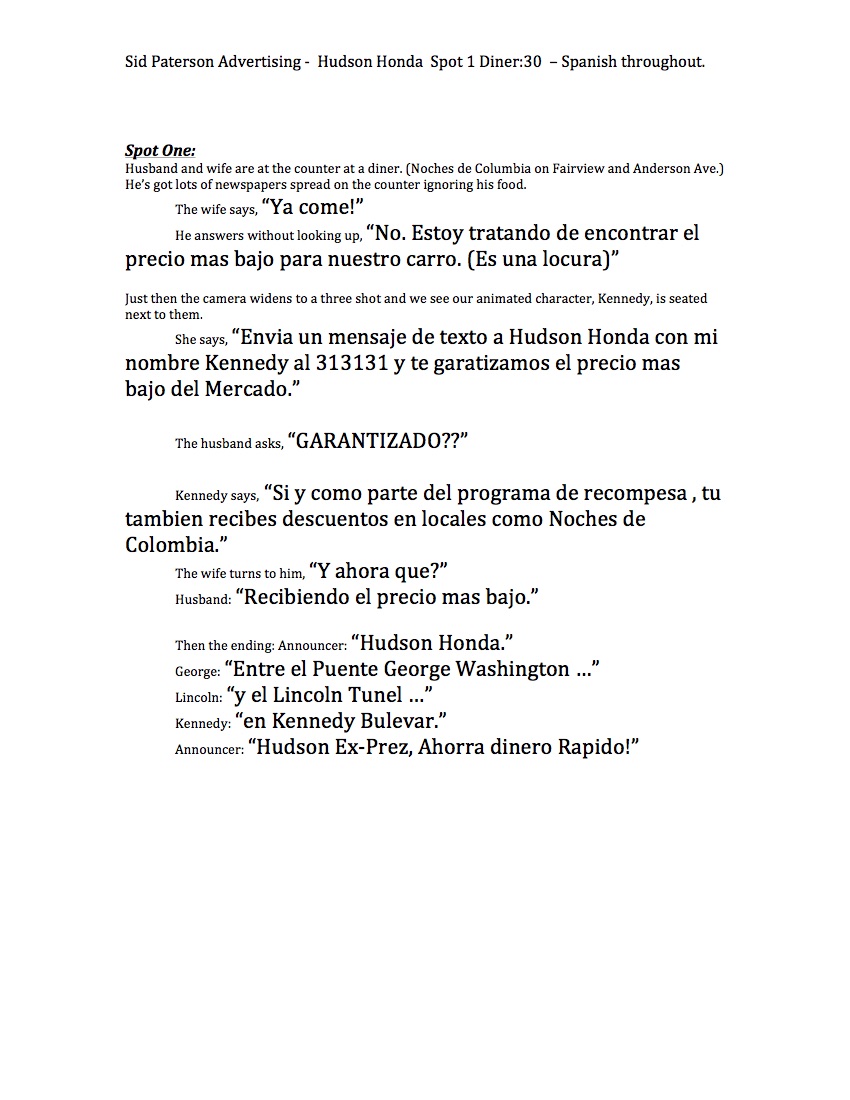 Sid Paterson Advertising -  Hudson Honda  Spot 1 Diner:30  – Spanish throughout.
Spot One:
Husband and wife are at the counter at a diner. (Noches de Columbia on Fairview and Anderson Ave.)
He’s got lots of newspapers spread on the counter ignoring his food.
The wife says, “Ya come!”
He answers without looking up, “No. Estoy tratando de encontrar el
precio mas bajo para nuestro carro. (Es una locura)”
Just then the camera widens to a three shot and we see our animated character, Kennedy, is seated
next to them.
She says, “Envia un mensaje de texto a Hudson Honda con mi
nombre Kennedy al 313131 y te garatizamos el precio mas
bajo del Mercado.”
The husband asks, “GARANTIZADO??”
Kennedy says, “Si y como parte del programa de recompesa , tu
tambien recibes descuentos en locales como Noches de
Colombia.”
The wife turns to him, “Y ahora que?”
Husband: “Recibiendo el precio mas bajo.”
Then the ending: Announcer: “Hudson Honda.”
George: “Entre el Puente George Washington …”
Lincoln: “y el Lincoln Tunel …”
Kennedy: “en Kennedy Bulevar.”
Announcer: “Hudson Ex-Prez, Ahorra dinero Rapido!”